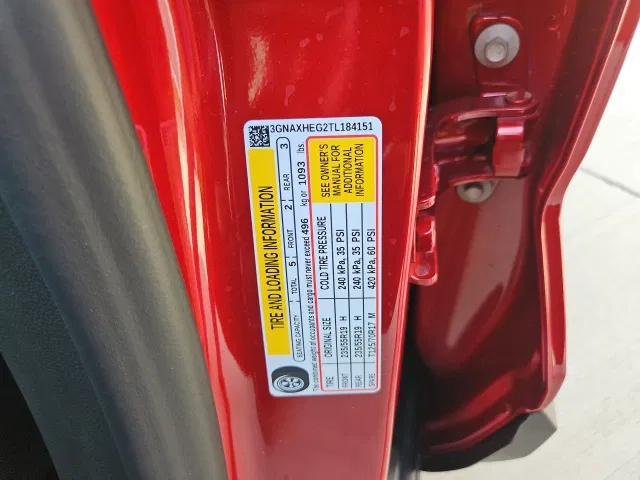 3GNAXHEG2TL184151
TIRE AND LOADING INFORMATION
SEATING CAPACITY TOTAL 5 FRONT 2 REAR 3
The combined weight of occupants and cargo must never exceed 496 kg or 1093 lbs.
TIRE ORIGINAL SIZE COLD TIRE PRESSURE
FRONT 235/55R19 H 240 kPa, 35 PSI
REAR 235/55R19 H 240 kPa, 35 PSI
SPARE T125/70R17 M 420 kPa, 60 PSI
SEE OWNER'S
MANUAL FOR
ADDITIONAL
INFORMATION